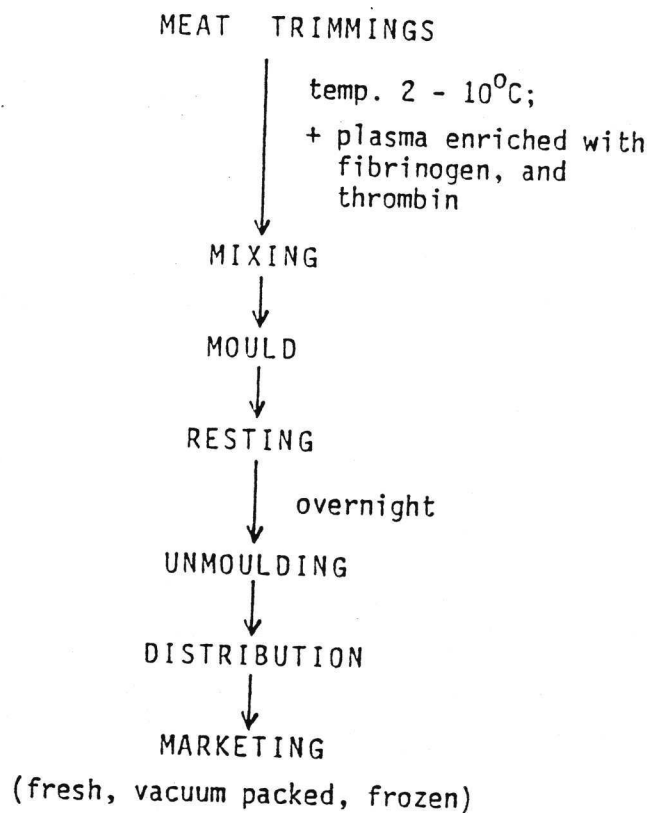 MEAT TRIMMINGS
temp. 2 - 10⁰C;
+ plasma enriched with
fibrinogen, and
thrombin
MIXING
MOULD
RESTING
overnight
UNMOULDING
DISTRIBUTION
MARKETING
(fresh, vacuum packed, frozen)